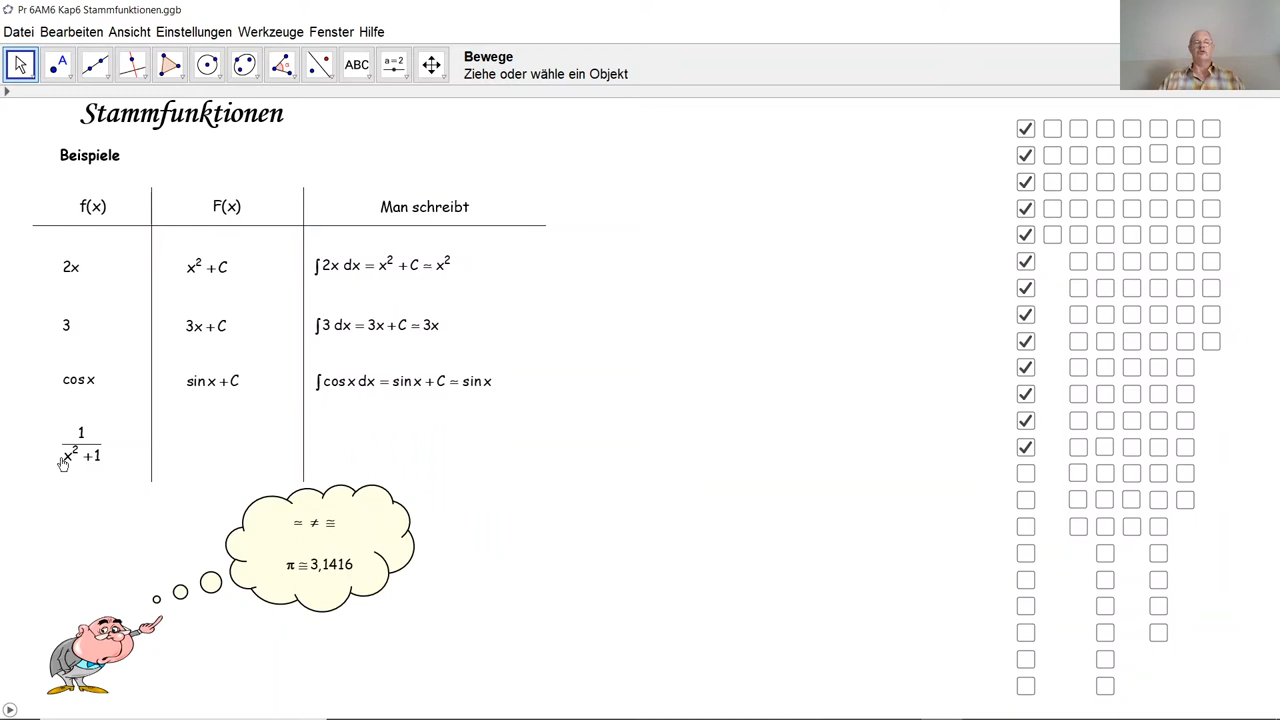 Pr 6AM6 Kap6 Stammfunktionen.ggb
Datei Bearbeiten Ansicht Einstellungen Werkzeuge Fenster Hilfe
A
ABC
a=2
Bewege
Ziehe oder wähle ein Objekt
Stammfunktionen
Beispiele
f(x) F(x) Man schreibt
2x x² + C ∫2x dx = x² + C ≃ x²
3 3x + C ∫3 dx = 3x + C ≃ 3x
cos x sin x + C ∫cos x dx = sin x + C ≃ sin x
1
x² + 1
≃ ≠ ≅
π ≅ 3,1416